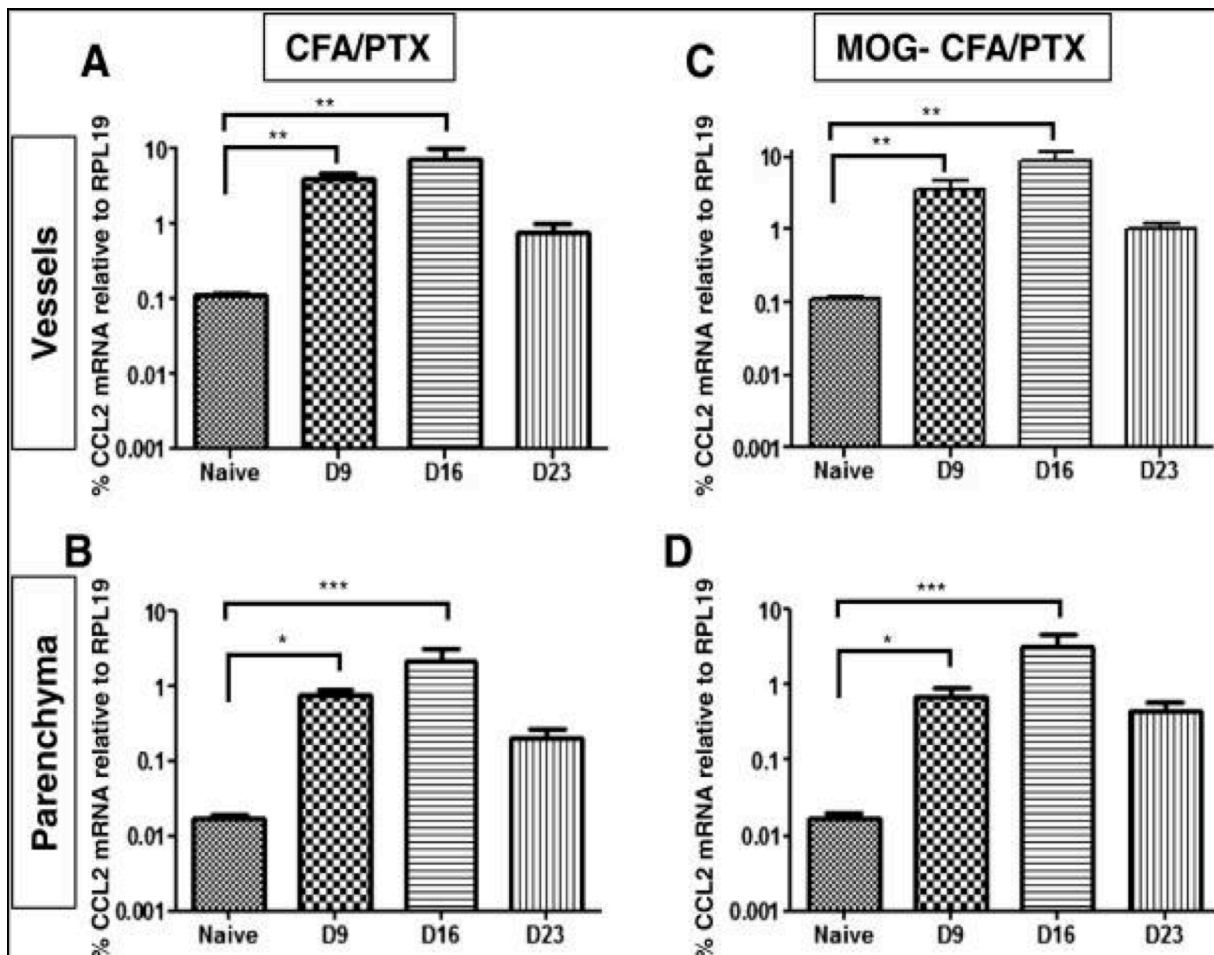 A
CFA/PTX
Vessels
% CCL2 mRNA relative to RPL19
**
**
10
1
0.1
0.01
0.001
Naive D9 D16 D23
C
MOG- CFA/PTX
% CCL2 mRNA relative to RPL19
**
**
10
1
0.1
0.01
0.001
Naive D9 D16 D23
B
Parenchyma
% CCL2 mRNA relative to RPL19
***
*
10
1
0.1
0.01
0.001
Naive D9 D16 D23
D
% CCL2 mRNA relative to RPL19
***
*
10
1
0.1
0.01
0.001
Naive D9 D16 D23